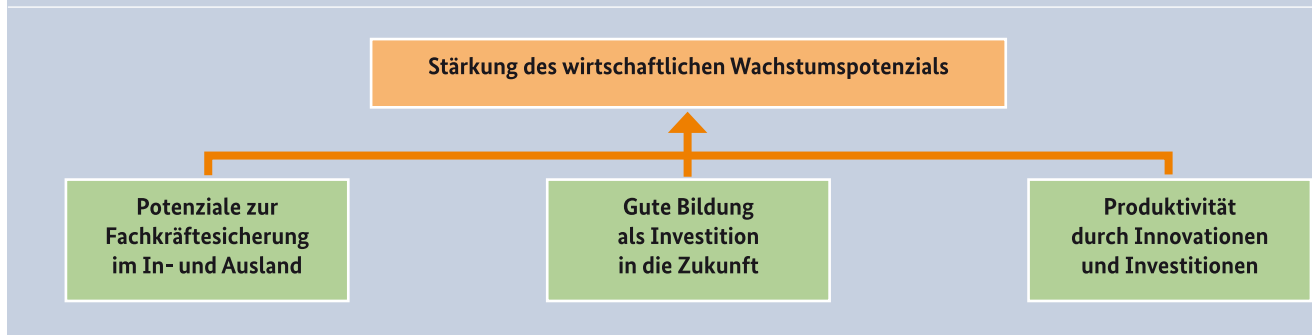 Stärkung des wirtschaftlichen Wachstumspotenzials
Potenziale zur
Fachkräftesicherung
im In- und Ausland
Gute Bildung
als Investition
in die Zukunft
Produktivität
durch Innovationen
und Investitionen